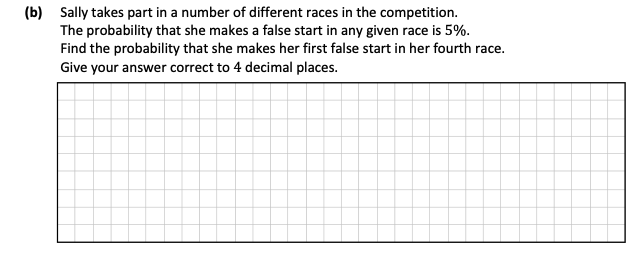 (b) Sally takes part in a number of different races in the competition.
The probability that she makes a false start in any given race is 5%.
Find the probability that she makes her first false start in her fourth race.
Give your answer correct to 4 decimal places.